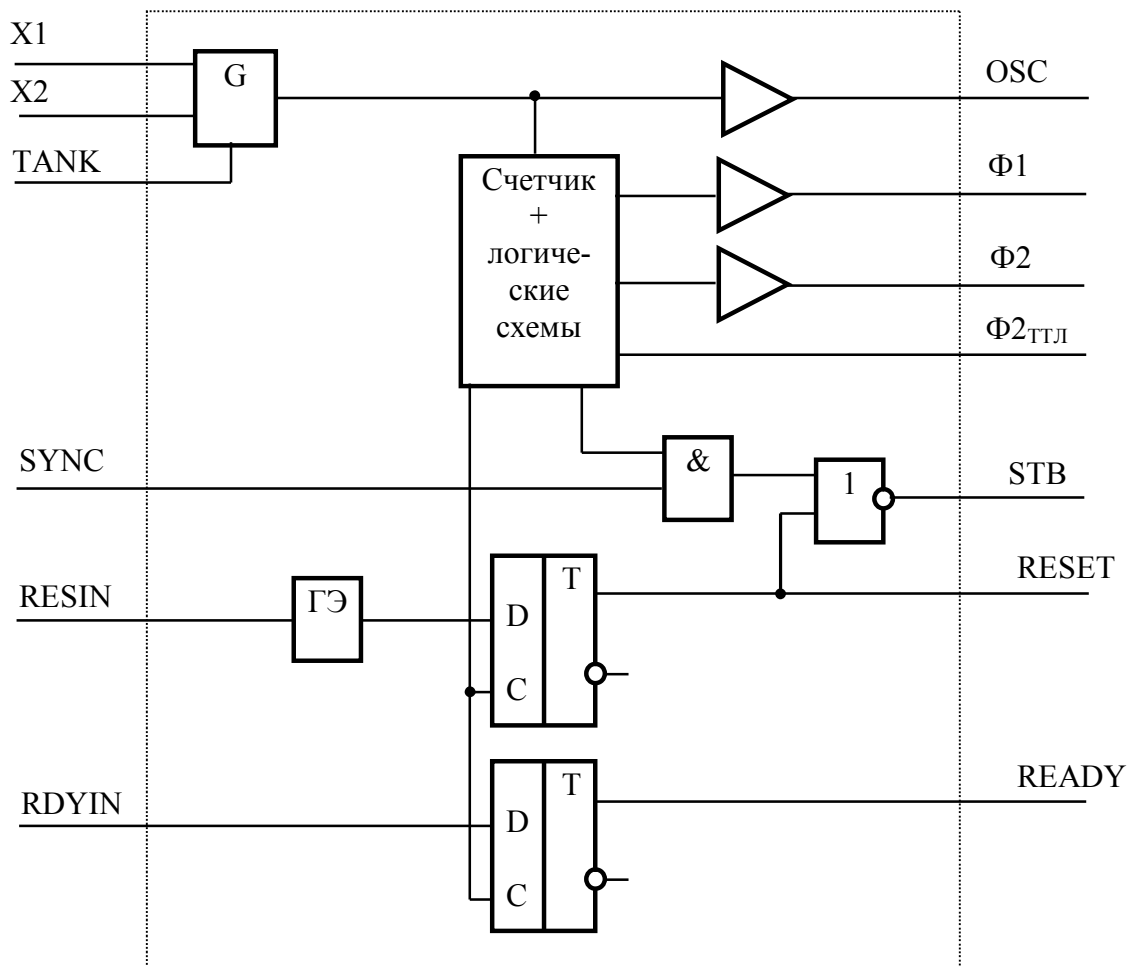 X1
G
OSC
X2
TANK
Счетчик
+
логиче-
ские
схемы
Ф1
Ф2
Ф2ТТЛ
SYNC
&
1
STB
RESIN
ГЭ
D
T
C
RESET
RDYIN
D
T
C
READY